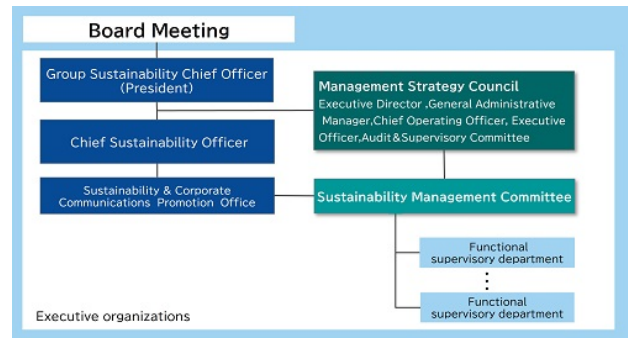 Board Meeting
Group Sustainability Chief Officer
(President)
Management Strategy Council
Executive Director ,General Administrative
Manager,Chief Operating Officer, Executive
Officer,Audit&Supervisory Committee
Chief Sustainability Officer
Sustainability & Corporate
Communications Promotion Office
Sustainability Management Committee
Functional
supervisory department
⋮
Functional
supervisory department
Executive organizations